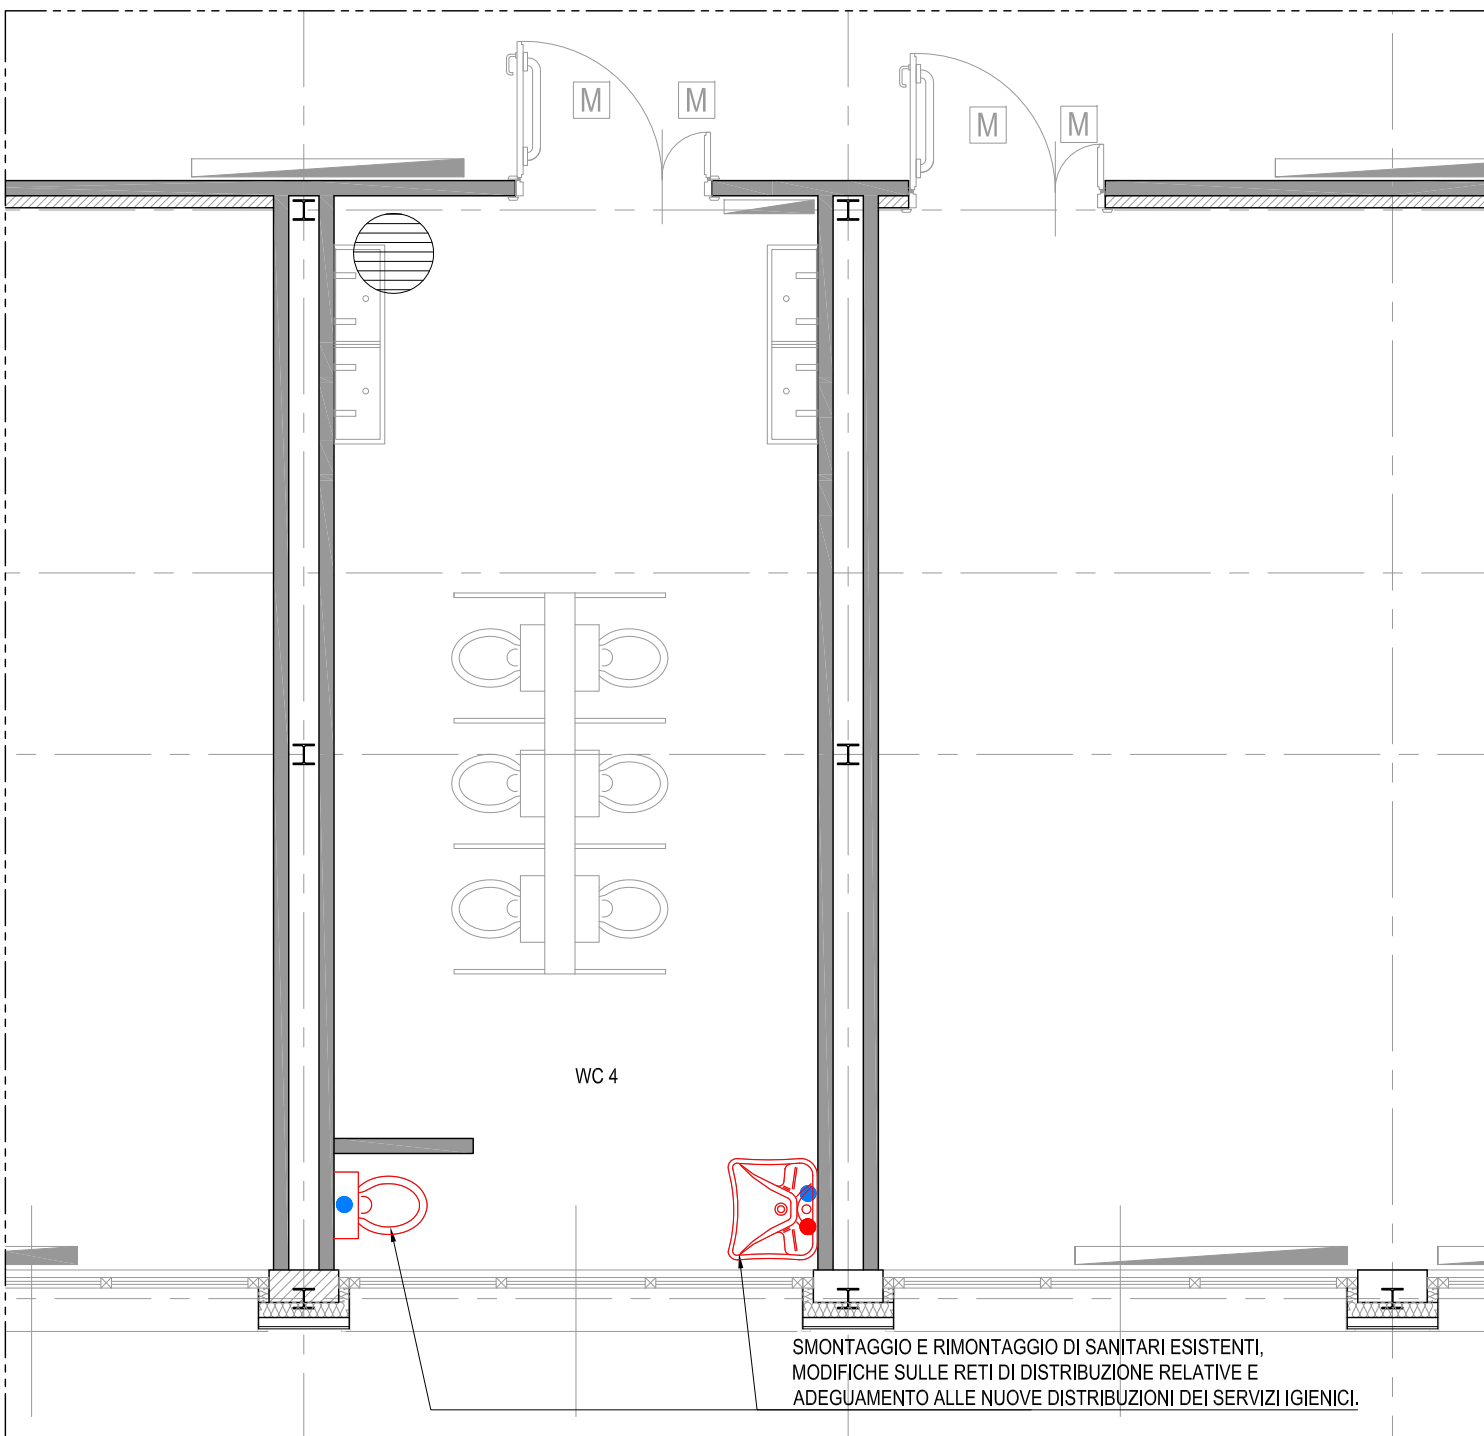 M
M
M
M
WC 4
SMONTAGGIO E RIMONTAGGIO DI SANITARI ESISTENTI,
MODIFICHE SULLE RETI DI DISTRIBUZIONE RELATIVE E
ADEGUAMENTO ALLE NUOVE DISTRIBUZIONI DEI SERVIZI IGIENICI.